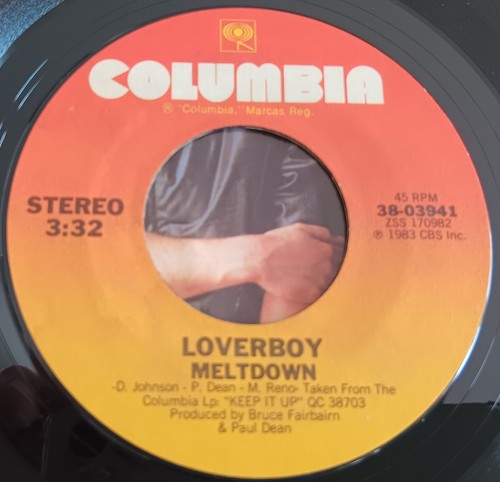 COLUMBIA
® "Columbia," Marcas Reg.
STEREO
3:32
45 RPM
38-03941
ZSS 170982
℗ 1983 CBS Inc.
LOVERBOY
MELTDOWN
-D. Johnson - P. Dean - M. Reno- Taken From The
Columbia Lp: "KEEP IT UP" QC 38703
Produced by Bruce Fairbairn
& Paul Dean